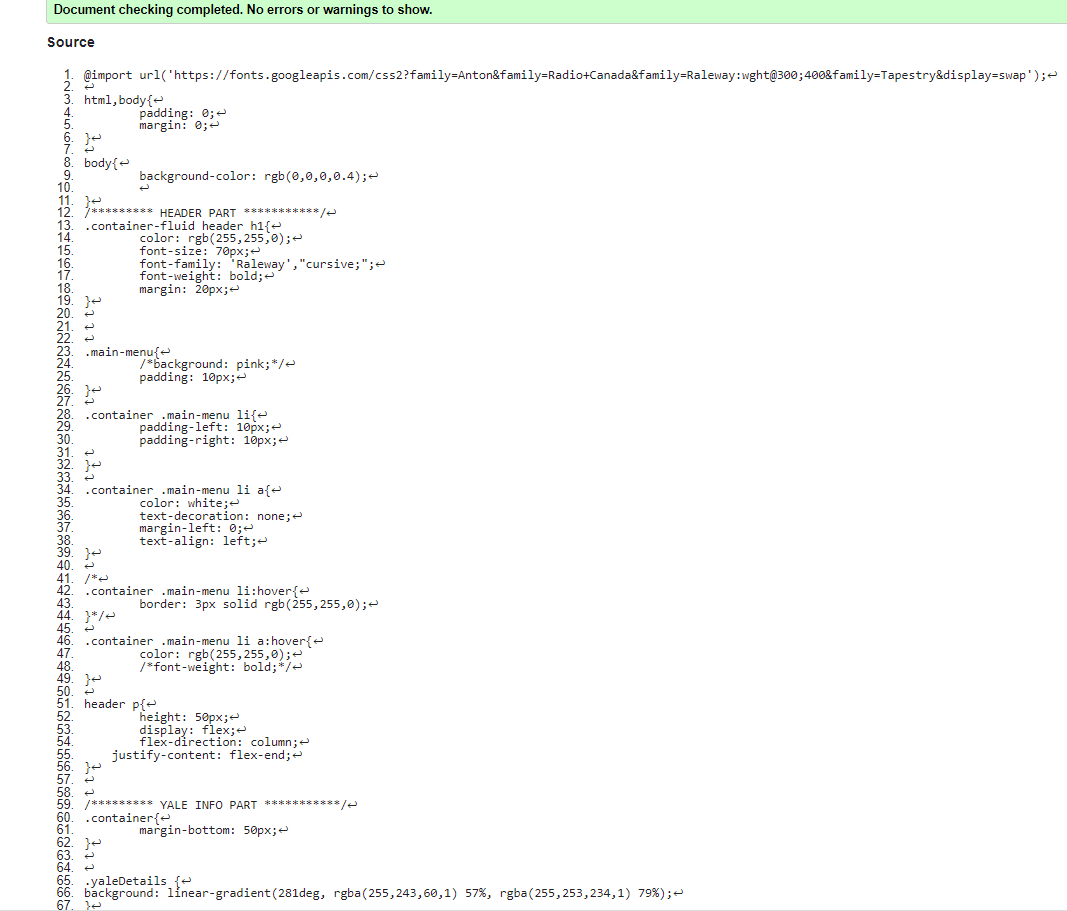 Document checking completed. No errors or warnings to show.
Source
1. @import url('https://fonts.googleapis.com/css2?family=Anton&family=Radio+Canada&family=Raleway:wght@300;400&family=Tapestry&display=swap');↩
2. ↩
3. html,body{↩
4. padding: 0;↩
5. margin: 0;↩
6. }↩
7. ↩
8. body{↩
9. background-color: rgb(0,0,0,0.4);↩
10. ↩
11. }↩
12. /********* HEADER PART ***********/↩
13. .container-fluid header h1{↩
14. color: rgb(255,255,0);↩
15. font-size: 70px;↩
16. font-family: 'Raleway',"cursive;";↩
17. font-weight: bold;↩
18. margin: 20px;↩
19. }↩
20. ↩
21. ↩
22. ↩
23. .main-menu{↩
24. /*background: pink;*/↩
25. padding: 10px;↩
26. }↩
27. ↩
28. .container .main-menu li{↩
29. padding-left: 10px;↩
30. padding-right: 10px;↩
31. ↩
32. }↩
33. ↩
34. .container .main-menu li a{↩
35. color: white;↩
36. text-decoration: none;↩
37. margin-left: 0;↩
38. text-align: left;↩
39. }↩
40. ↩
41. /*↩
42. .container .main-menu li:hover{↩
43. border: 3px solid rgb(255,255,0);↩
44. }*/↩
45. ↩
46. .container .main-menu li a:hover{↩
47. color: rgb(255,255,0);↩
48. /*font-weight: bold;*/↩
49. }↩
50. ↩
51. header p{↩
52. height: 50px;↩
53. display: flex;↩
54. flex-direction: column;↩
55. justify-content: flex-end;↩
56. }↩
57. ↩
58. ↩
59. /********* YALE INFO PART ***********/↩
60. .container{↩
61. margin-bottom: 50px;↩
62. }↩
63. ↩
64. ↩
65. .yaleDetails {↩
66. background: linear-gradient(281deg, rgba(255,243,60,1) 57%, rgba(255,253,234,1) 79%);↩
67. }↩